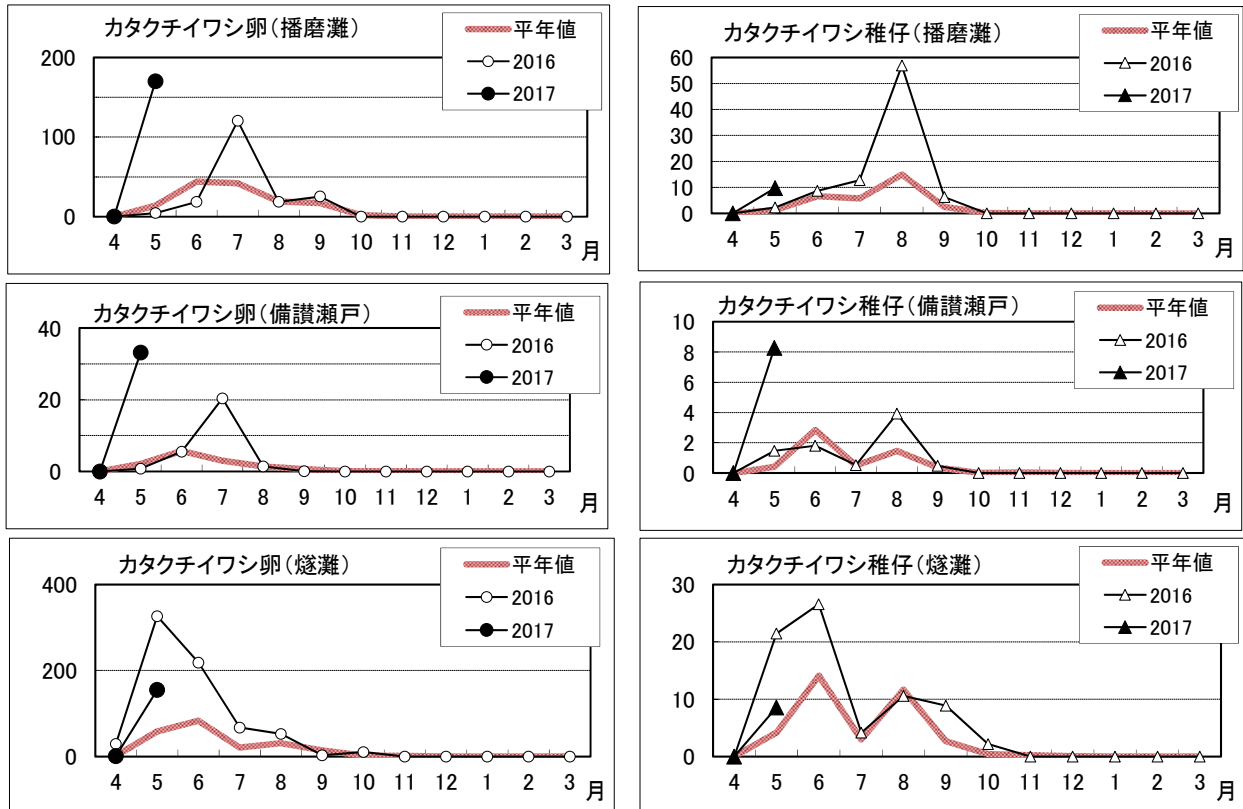 カタクチイワシ卵(播磨灘)
平年値
2016
2017
200
100
0
4 5 6 7 8 9 10 11 12 1 2 3 月
カタクチイワシ稚仔(播磨灘)
平年値
2016
2017
60
50
40
30
20
10
0
4 5 6 7 8 9 10 11 12 1 2 3 月
カタクチイワシ卵(備讃瀬戸)
平年値
2016
2017
40
20
0
4 5 6 7 8 9 10 11 12 1 2 3 月
カタクチイワシ稚仔(備讃瀬戸)
平年値
2016
2017
10
8
6
4
2
0
4 5 6 7 8 9 10 11 12 1 2 3 月
カタクチイワシ卵(燧灘)
平年値
2016
2017
400
200
0
4 5 6 7 8 9 10 11 12 1 2 3 月
カタクチイワシ稚仔(燧灘)
平年値
2016
2017
30
20
10
0
4 5 6 7 8 9 10 11 12 1 2 3 月